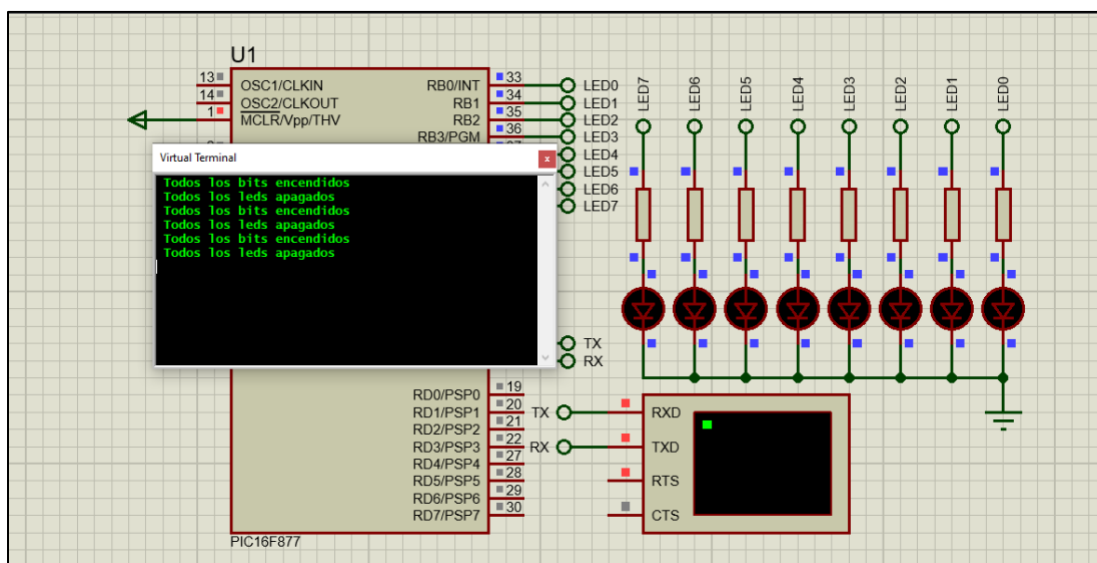 U1
13
OSC1/CLKIN
14
OSC2/CLKOUT
1
MCLR/Vpp/THV
RB0/INT
33
RB1
34
RB2
35
RB3/PGM
36
LED0
LED1
LED2
LED3
LED4
LED5
LED6
LED7
Virtual Terminal
Todos los bits encendidos
Todos los leds apagados
Todos los bits encendidos
Todos los leds apagados
Todos los bits encendidos
Todos los leds apagados
TX
RX
RD0/PSP0
19
RD1/PSP1
20
RD2/PSP2
21
RD3/PSP3
22
RD4/PSP4
27
RD5/PSP5
28
RD6/PSP6
29
RD7/PSP7
30
PIC16F877
LED7
LED6
LED5
LED4
LED3
LED2
LED1
LED0
TX
RX
RXD
TXD
RTS
CTS